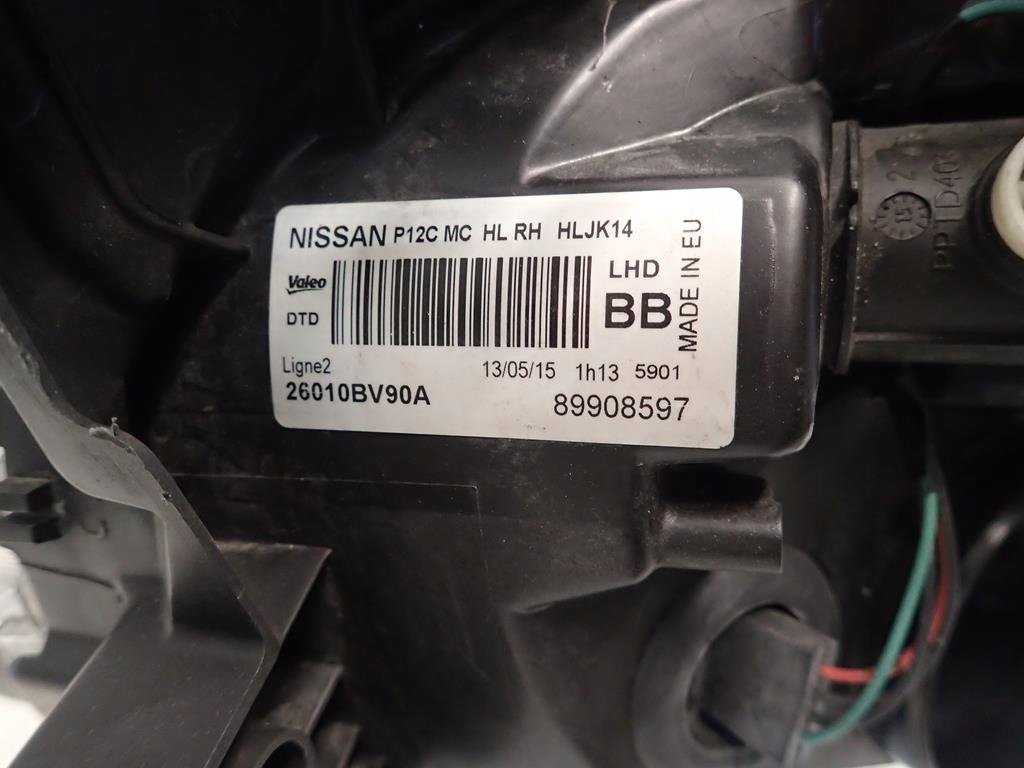 NISSAN P12C MC HL RH HLJK14
Valeo
DTD
LHD
BB
MADE IN EU
Ligne2
13/05/15 1h13 5901
26010BV90A
89908597